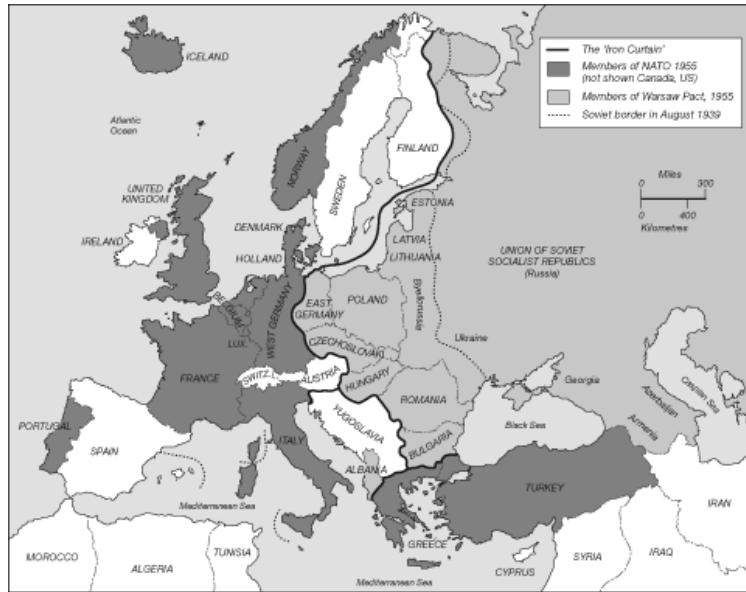 ICELAND
The 'Iron Curtain'
Members of NATO 1955
(not shown Canada, US)
Members of Warsaw Pact, 1955
Soviet border in August 1939
Atlantic
Ocean
FINLAND
NORWAY
SWEDEN
Miles
0 300
0 400
Kilometres
UNITED
KINGDOM
ESTONIA
IRELAND
DENMARK
LATVIA
HOLLAND
LITHUANIA
UNION OF SOVIET
SOCIALIST REPUBLICS
(Russia)
BELGIUM
WEST GERMANY
EAST
GERMANY
POLAND
Byelorussia
LUX.
Ukraine
CZECHOSLOVAKI
FRANCE
SWITZ.
AUSTRIA
HUNGARY
Georgia
Caspian Sea
ROMANIA
Azerbaijan
YUGOSLAVIA
PORTUGAL
ITALY
Black Sea
Armenia
SPAIN
BULGARIA
ALBANIA
TURKEY
Mediterranean Sea
IRAN
GREECE
MOROCCO
ALGERIA
TUNISIA
CYPRUS
SYRIA
IRAQ
Mediterranean Sea